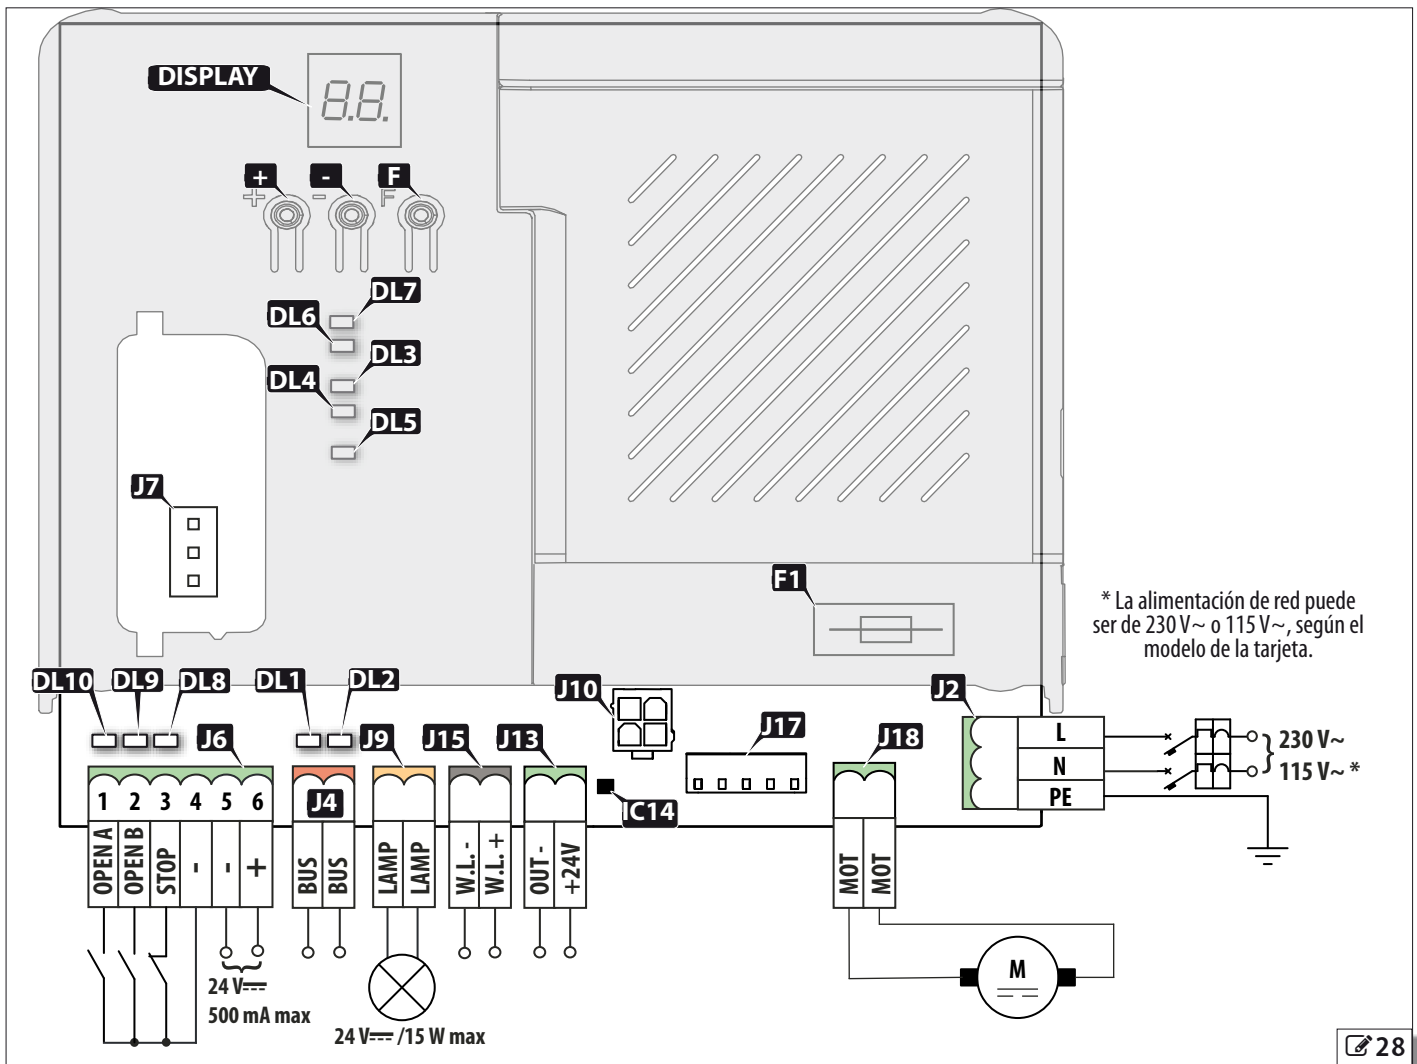 DISPLAY
8.8.
+ - F
+ - F
DL7
DL6
DL3
DL4
DL5
J7
F1
* La alimentación de red puede
ser de 230 V~ o 115 V~, según el
modelo de la tarjeta.
DL10 DL9 DL8 DL1 DL2 J10 J2
J6 J9 J15 J13 J17 J18
L
N
PE
230 V~
115 V~ *
1 2 3 4 5 6
J4
IC14
OPEN A
OPEN B
STOP
-
-
+
BUS
BUS
LAMP
LAMP
W.L. -
W.L. +
OUT -
+24V
MOT
MOT
M
24 V⎓
500 mA max
24 V⎓ /15 W max
28